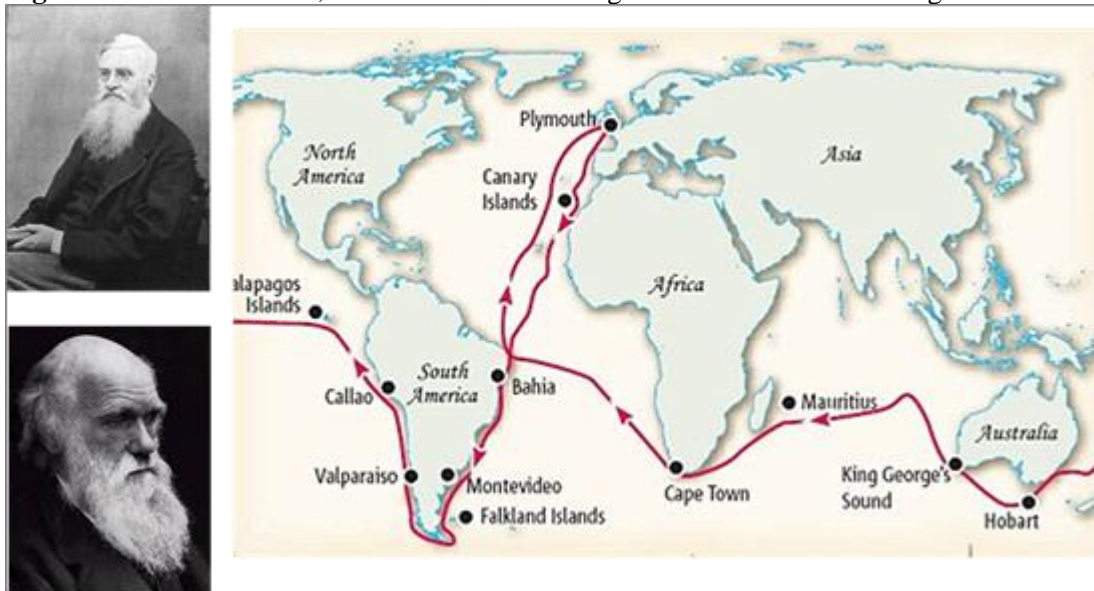 Plymouth
North
America
Asia
Canary
Islands
Africa
alapagos
Islands
South
America
Bahia
Callao
Mauritius
Australia
Valparaiso
Montevideo
King George's
Sound
Cape Town
Falkland Islands
Hobart